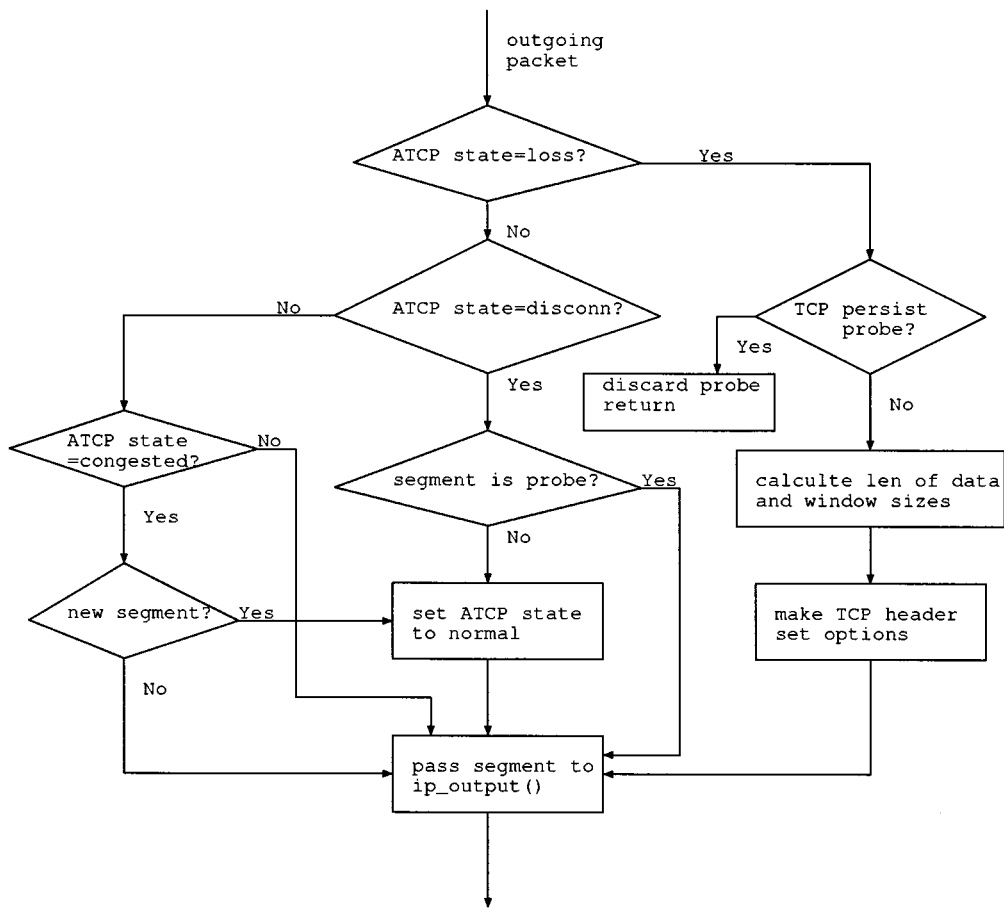 outgoing
packet
ATCP state=loss?
Yes
No
ATCP state=disconn?
No
TCP persist
probe?
Yes
Yes
discard probe
return
No
ATCP state
=congested?
No
segment is probe?
Yes
calculte len of data
and window sizes
Yes
No
new segment?
Yes
set ATCP state
to normal
make TCP header
set options
No
pass segment to
ip_output()